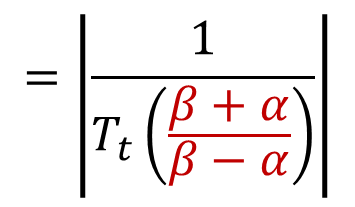 = | 1 / T_t ( (β + α) / (β − α) ) |